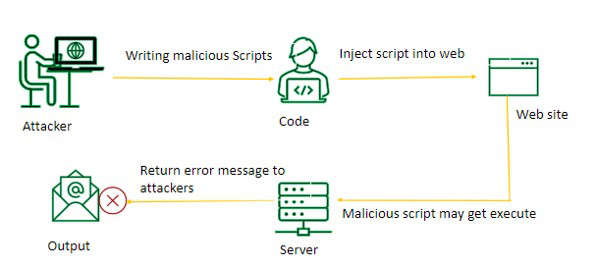 Writing malicious Scripts
Inject script into web
Attacker
</>
Code
Web site
Return error message to
attackers
@
Malicious script may get execute
Output
Server